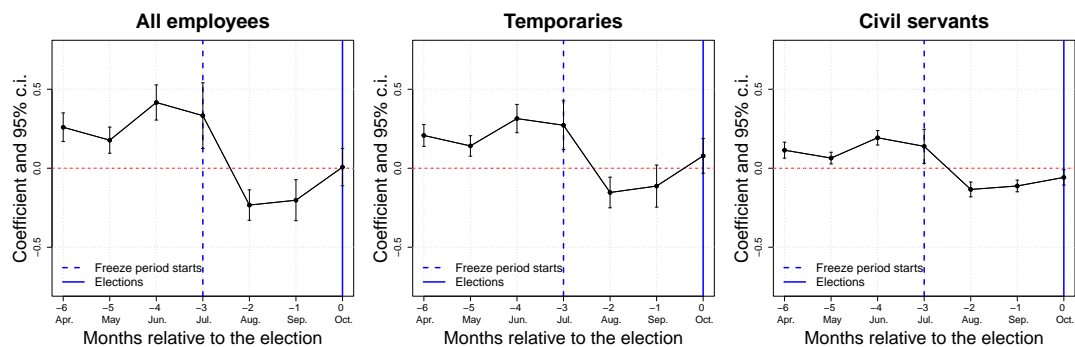 All employees
Coefficient and 95% c.i.
0.5
0.0
−0.5
Freeze period starts
Elections
−6 −5 −4 −3 −2 −1 0
Apr. May Jun. Jul. Aug. Sep. Oct.
Months relative to the election
Temporaries
Coefficient and 95% c.i.
0.5
0.0
−0.5
Freeze period starts
Elections
−6 −5 −4 −3 −2 −1 0
Apr. May Jun. Jul. Aug. Sep. Oct.
Months relative to the election
Civil servants
Coefficient and 95% c.i.
0.5
0.0
−0.5
Freeze period starts
Elections
−6 −5 −4 −3 −2 −1 0
Apr. May Jun. Jul. Aug. Sep. Oct.
Months relative to the election